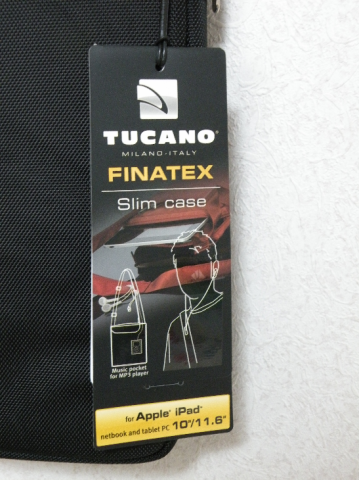 TUCANO®
MILANO-ITALY
FINATEX
Slim case
Music pocket
for MP3 player
for Apple® iPad™
netbook and tablet PC 10"/11.6"